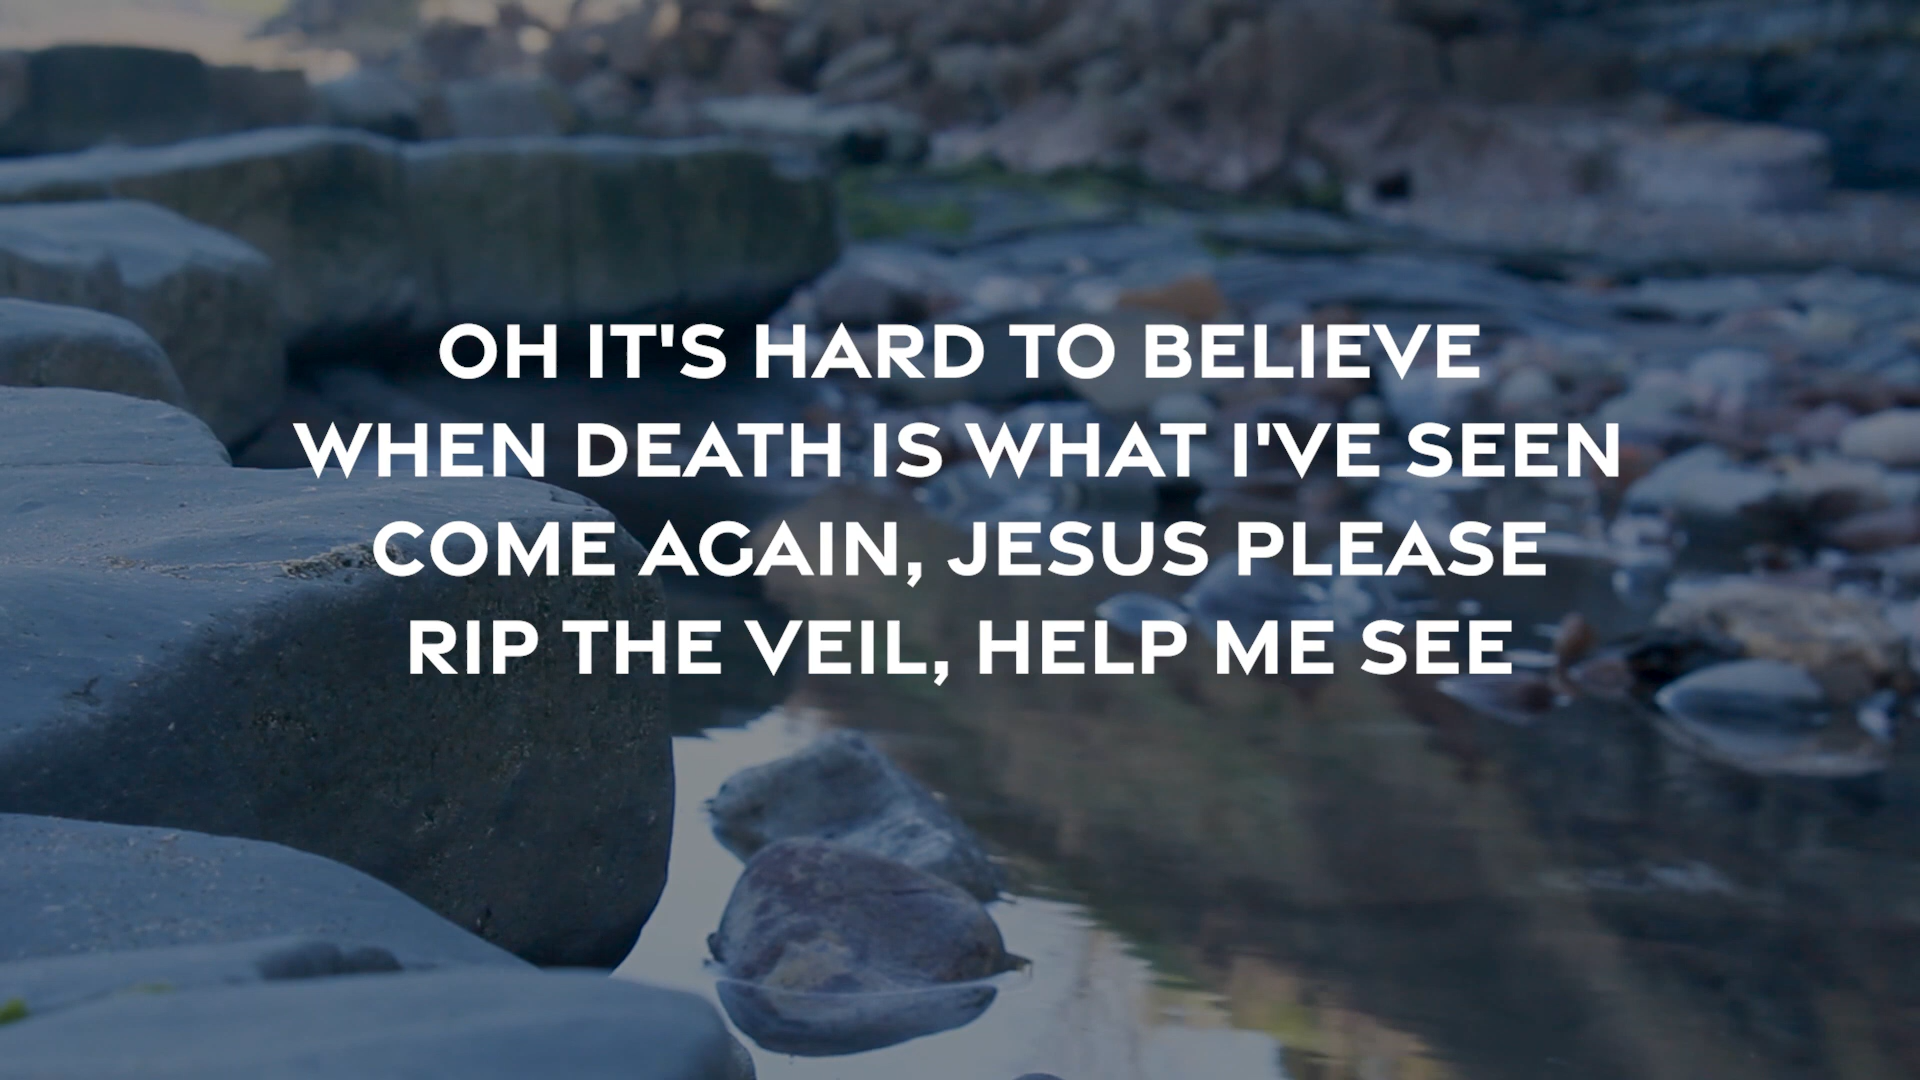 OH IT'S HARD TO BELIEVE
WHEN DEATH IS WHAT I'VE SEEN
COME AGAIN, JESUS PLEASE
RIP THE VEIL, HELP ME SEE